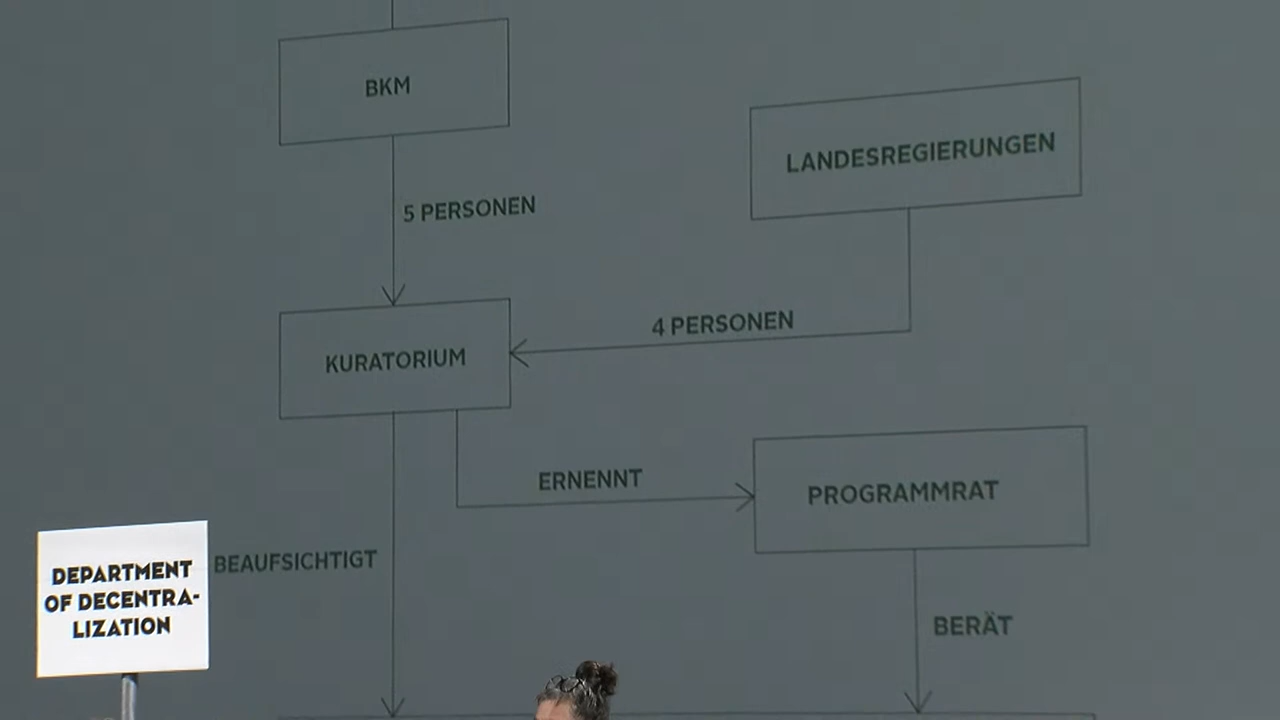 BKM
LANDESREGIERUNGEN
5 PERSONEN
4 PERSONEN
KURATORIUM
ERNENNT
PROGRAMMRAT
BEAUFSICHTIGT
DEPARTMENT
OF DECENTRA-
LIZATION
BERÄT